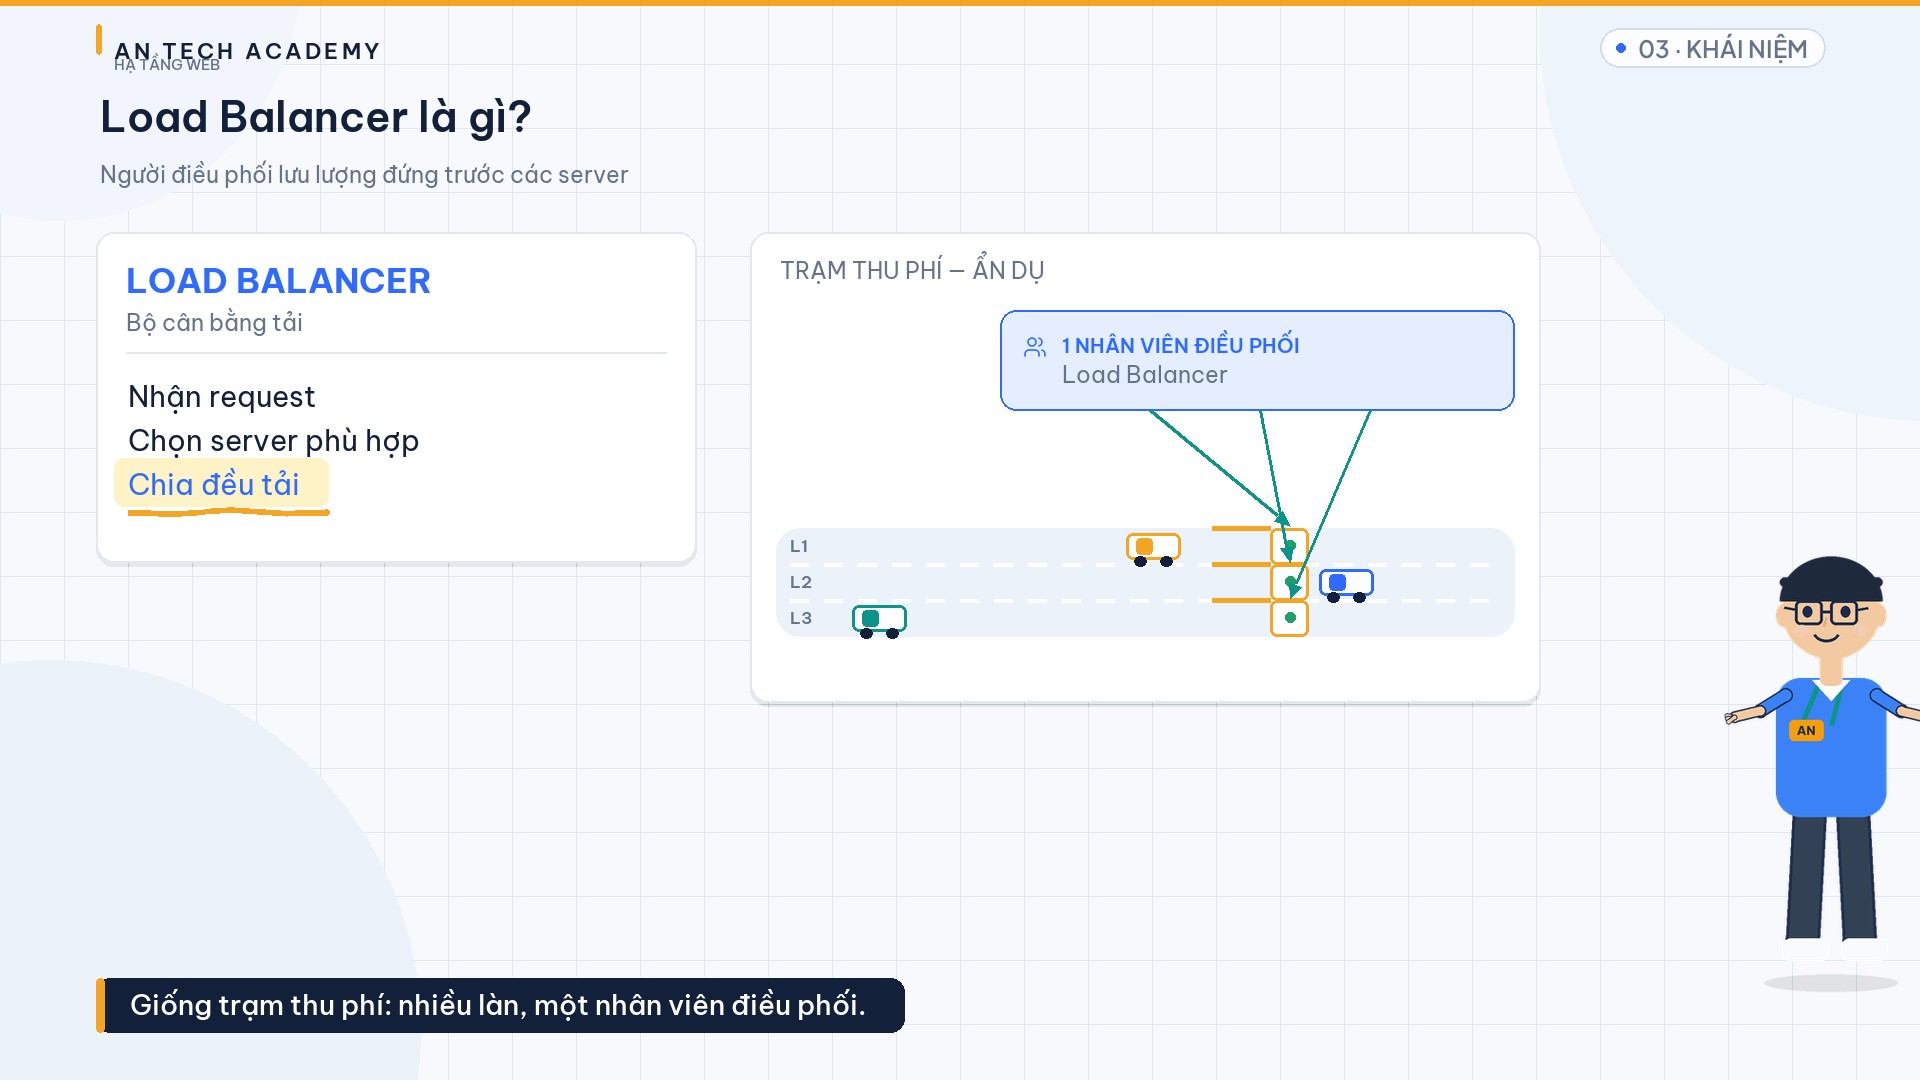 AN TECH ACADEMY
HẠ TẦNG WEB
03 · KHÁI NIỆM
Load Balancer là gì?
Người điều phối lưu lượng đứng trước các server
LOAD BALANCER
Bộ cân bằng tải
Nhận request
Chọn server phù hợp
Chia đều tải
TRẠM THU PHÍ — ẨN DỤ
1 NHÂN VIÊN ĐIỀU PHỐI
Load Balancer
L1
L2
L3
AN
Giống trạm thu phí: nhiều làn, một nhân viên điều phối.